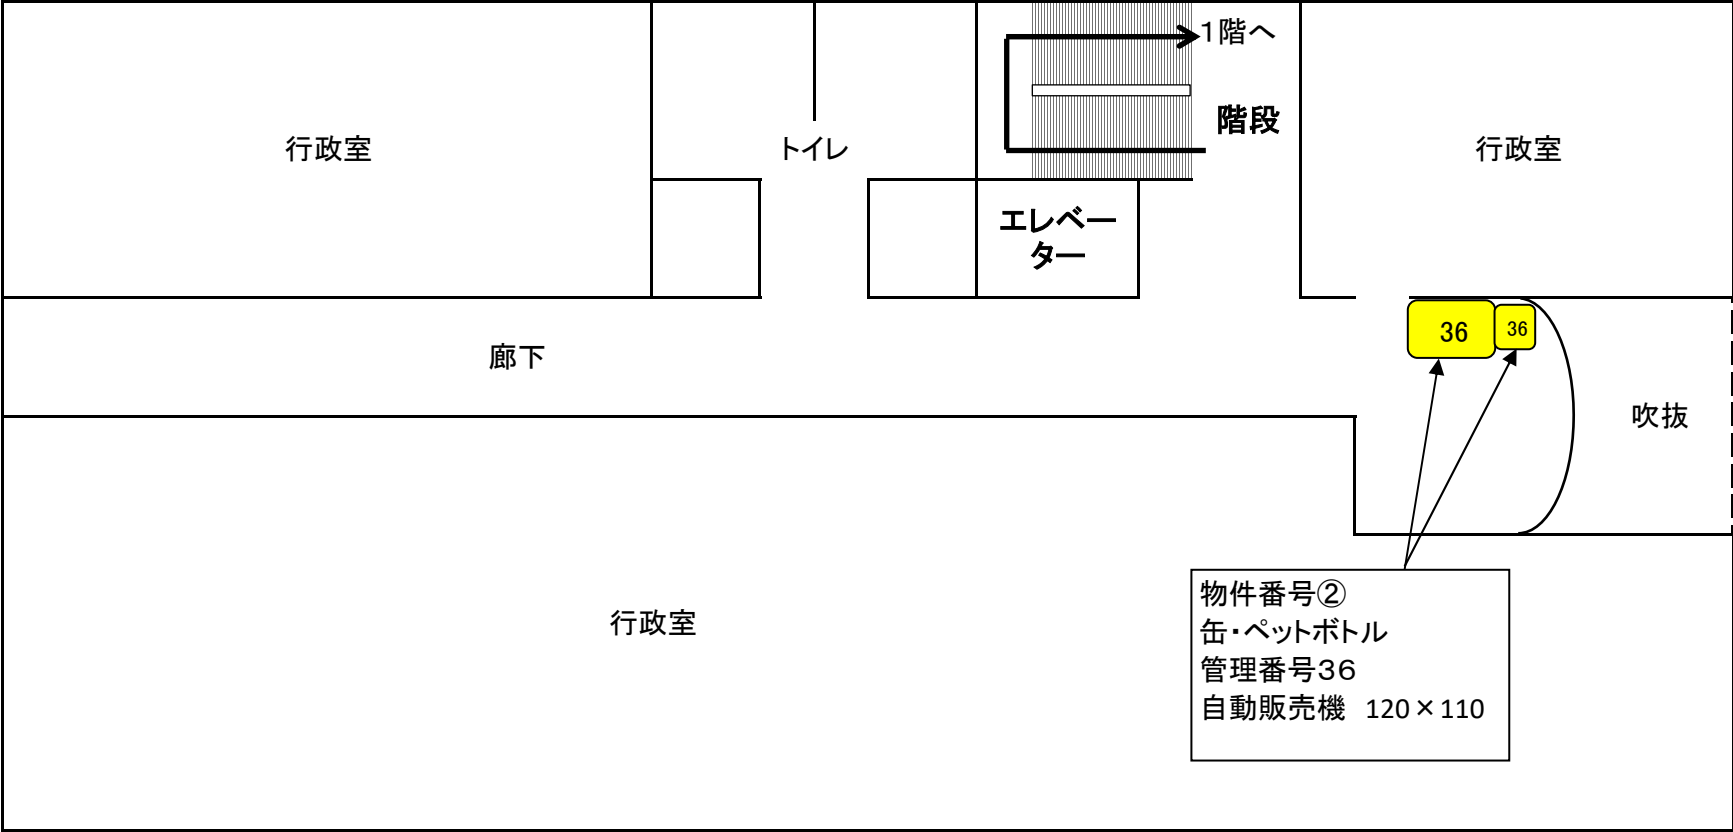 1階へ
階段
行政室
トイレ
行政室
エレベー
ター
36
36
廊下
吹抜
行政室
物件番号②
缶・ペットボトル
管理番号36
自動販売機　120×110